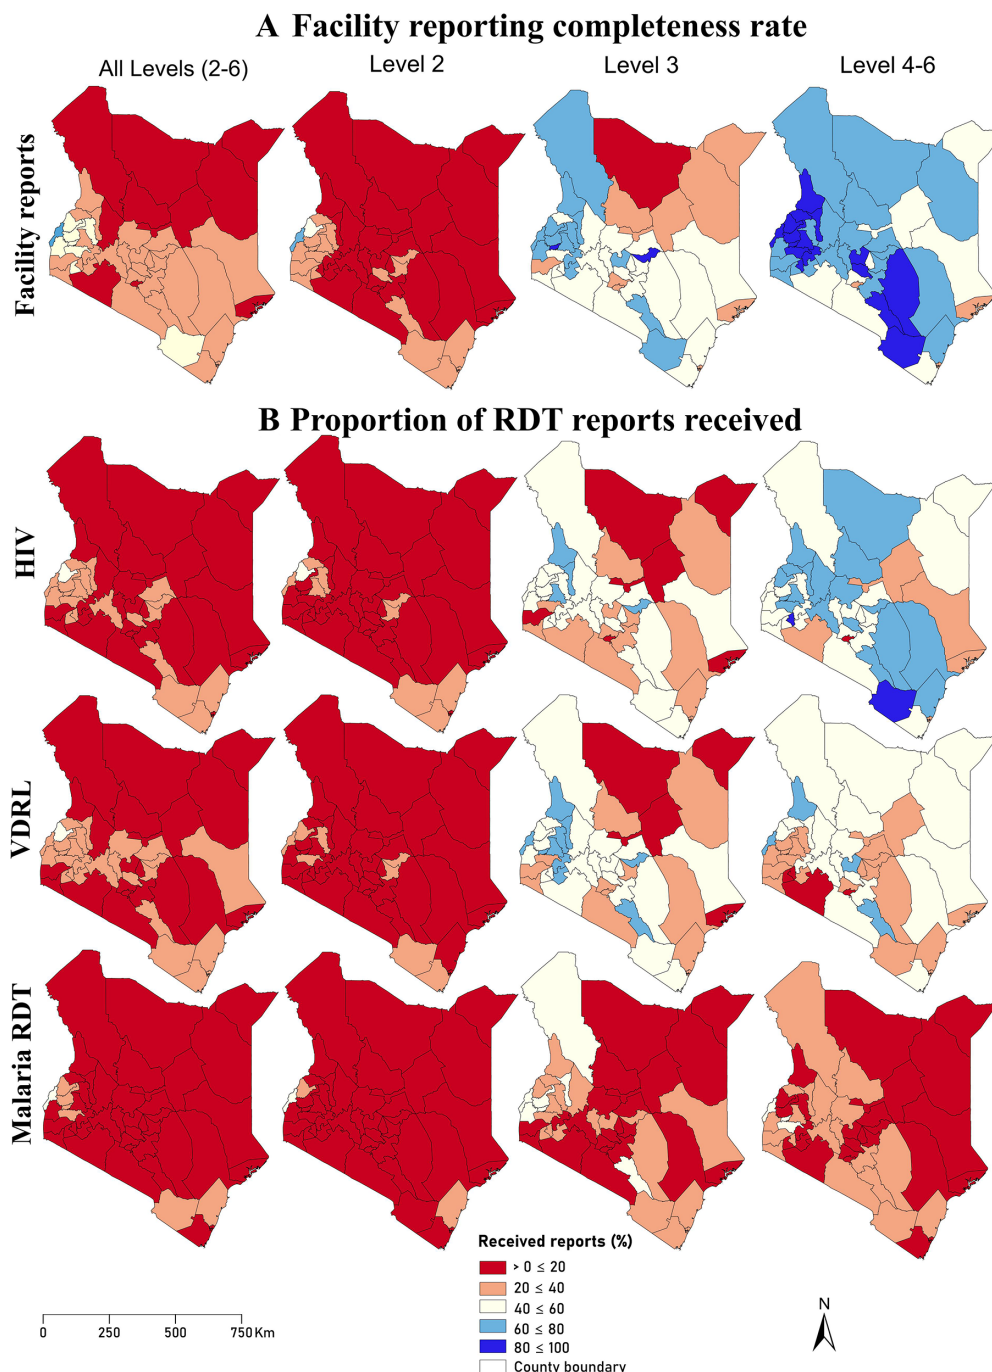 A Facility reporting completeness rate
All Levels (2-6)
Level 2
Level 3
Level 4-6
Facility reports
B Proportion of RDT reports received
HIV
VDRL
Malaria RDT
Received reports (%)
> 0 ≤ 20
20 ≤ 40
40 ≤ 60
60 ≤ 80
80 ≤ 100
County boundary
0 250 500 750 Km
N